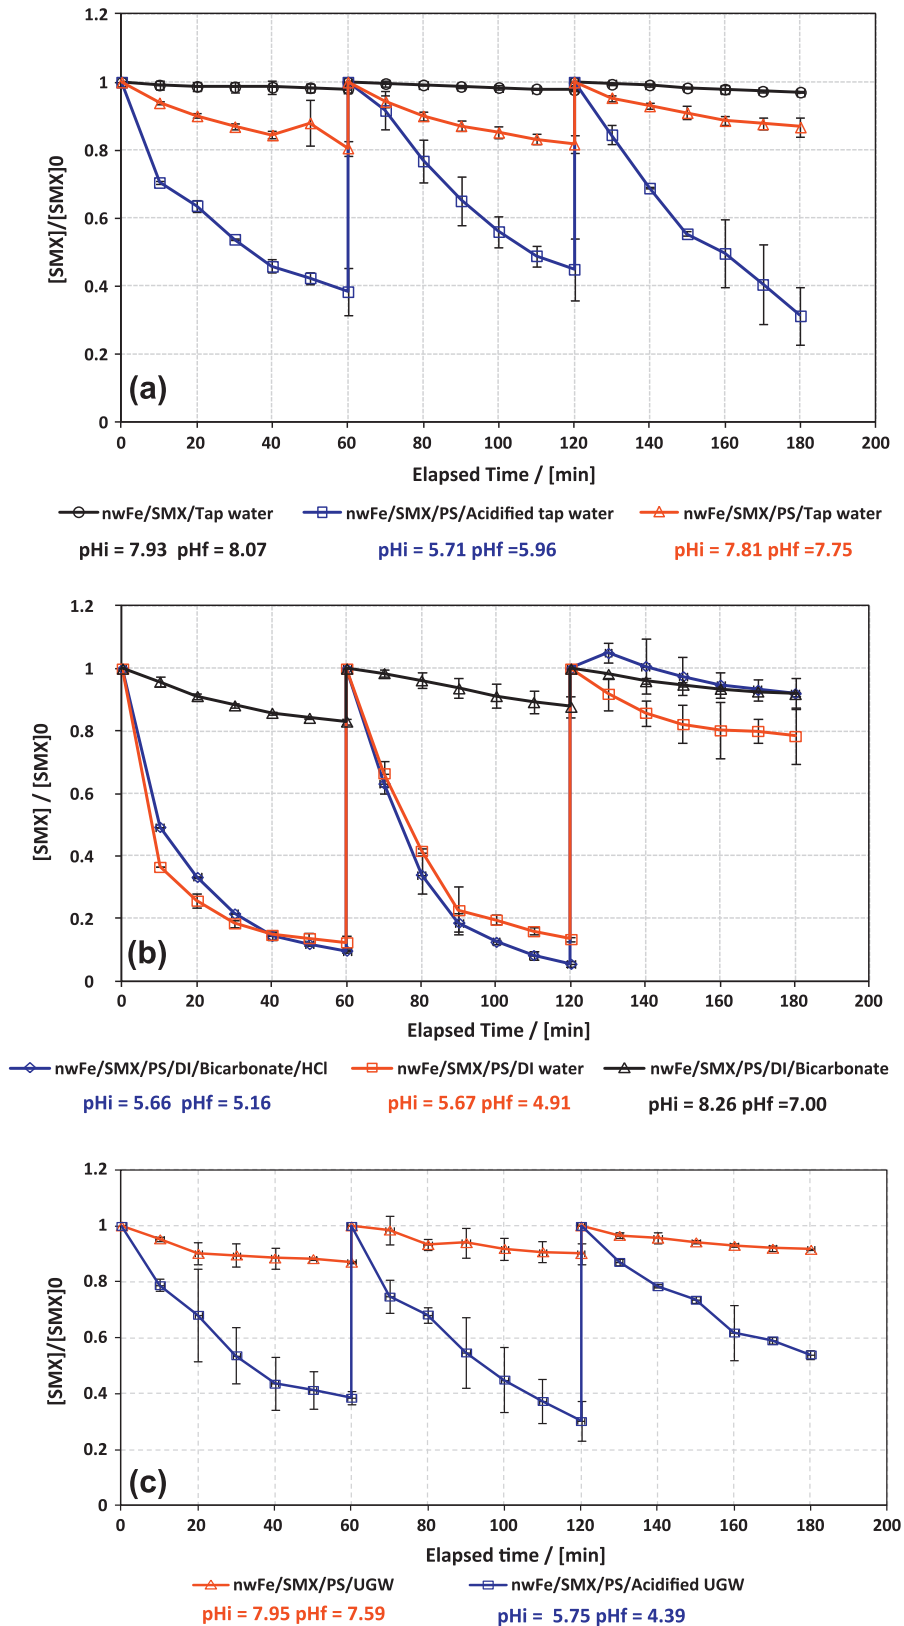 1.2
1
0.8
0.6
0.4
0.2
0
[SMX]/[SMX]0
(a)
0 20 40 60 80 100 120 140 160 180 200
Elapsed Time / [min]
nwFe/SMX/Tap water nwFe/SMX/PS/Acidified tap water nwFe/SMX/PS/Tap water
pHi = 7.93 pHf = 8.07 pHi = 5.71 pHf =5.96 pHi = 7.81 pHf =7.75
1.2
1
0.8
0.6
0.4
0.2
0
[SMX] / [SMX]0
(b)
0 20 40 60 80 100 120 140 160 180 200
Elapsed Time / [min]
nwFe/SMX/PS/DI/Bicarbonate/HCl nwFe/SMX/PS/DI water nwFe/SMX/PS/DI/Bicarbonate
pHi = 5.66 pHf = 5.16 pHi = 5.67 pHf = 4.91 pHi = 8.26 pHf =7.00
1.2
1
0.8
0.6
0.4
0.2
0
[SMX]/[SMX]0
(c)
0 20 40 60 80 100 120 140 160 180 200
Elapsed time / [min]
nwFe/SMX/PS/UGW nwFe/SMX/PS/Acidified UGW
pHi = 7.95 pHf = 7.59 pHi = 5.75 pHf = 4.39